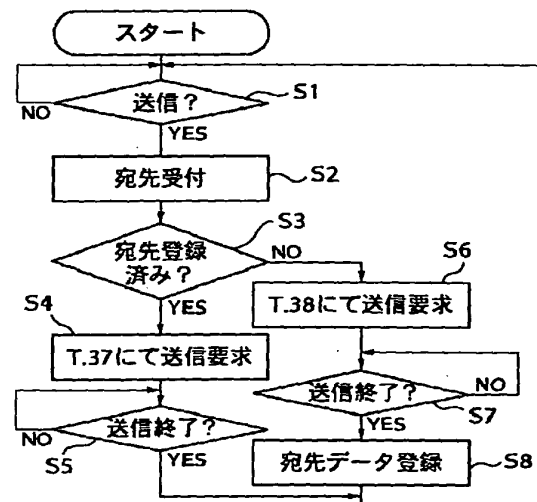 スタート
送信?
S1
NO
YES
宛先受付
S2
宛先登録
済み?
S3
NO
YES
S4
T.37にて送信要求
S6
T.38にて送信要求
送信終了?
NO
S5
YES
送信終了?
NO
S7
YES
宛先データ登録
S8